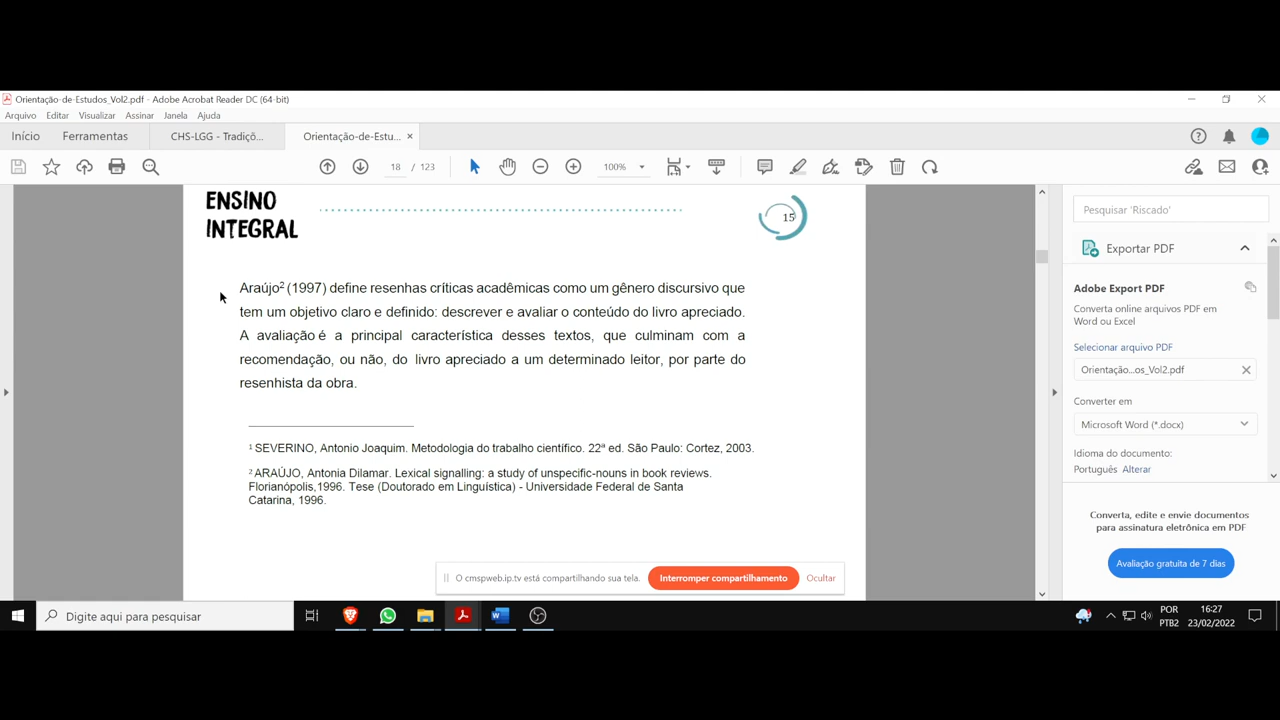 Orientação-de-Estudos_Vol2.pdf - Adobe Acrobat Reader DC (64-bit)
Arquivo Editar Visualizar Assinar Janela Ajuda
Início Ferramentas CHS-LGG - Tradiçõ... Orientação-de-Estu... ×
18 / 123 100%
ENSINO
INTEGRAL
15
Araújo² (1997) define resenhas críticas acadêmicas como um gênero discursivo que
tem um objetivo claro e definido: descrever e avaliar o conteúdo do livro apreciado.
A avaliação é a principal característica desses textos, que culminam com a
recomendação, ou não, do livro apreciado a um determinado leitor, por parte do
resenhista da obra.
¹ SEVERINO, Antonio Joaquim. Metodologia do trabalho científico. 22ª ed. São Paulo: Cortez, 2003.
² ARAÚJO, Antonia Dilamar. Lexical signalling: a study of unspecific-nouns in book reviews.
Florianópolis,1996. Tese (Doutorado em Linguística) - Universidade Federal de Santa
Catarina, 1996.
Pesquisar 'Riscado'
Exportar PDF
Adobe Export PDF
Converta online arquivos PDF em
Word ou Excel
Selecionar arquivo PDF
Orientação...os_Vol2.pdf
Converter em
Microsoft Word (*.docx)
Idioma do documento:
Português Alterar
Converta, edite e envie documentos
para assinatura eletrônica em PDF
Avaliação gratuita de 7 dias
O cmspweb.ip.tv está compartilhando sua tela. Interromper compartilhamento Ocultar
Digite aqui para pesquisar
POR
PTB2
16:27
23/02/2022